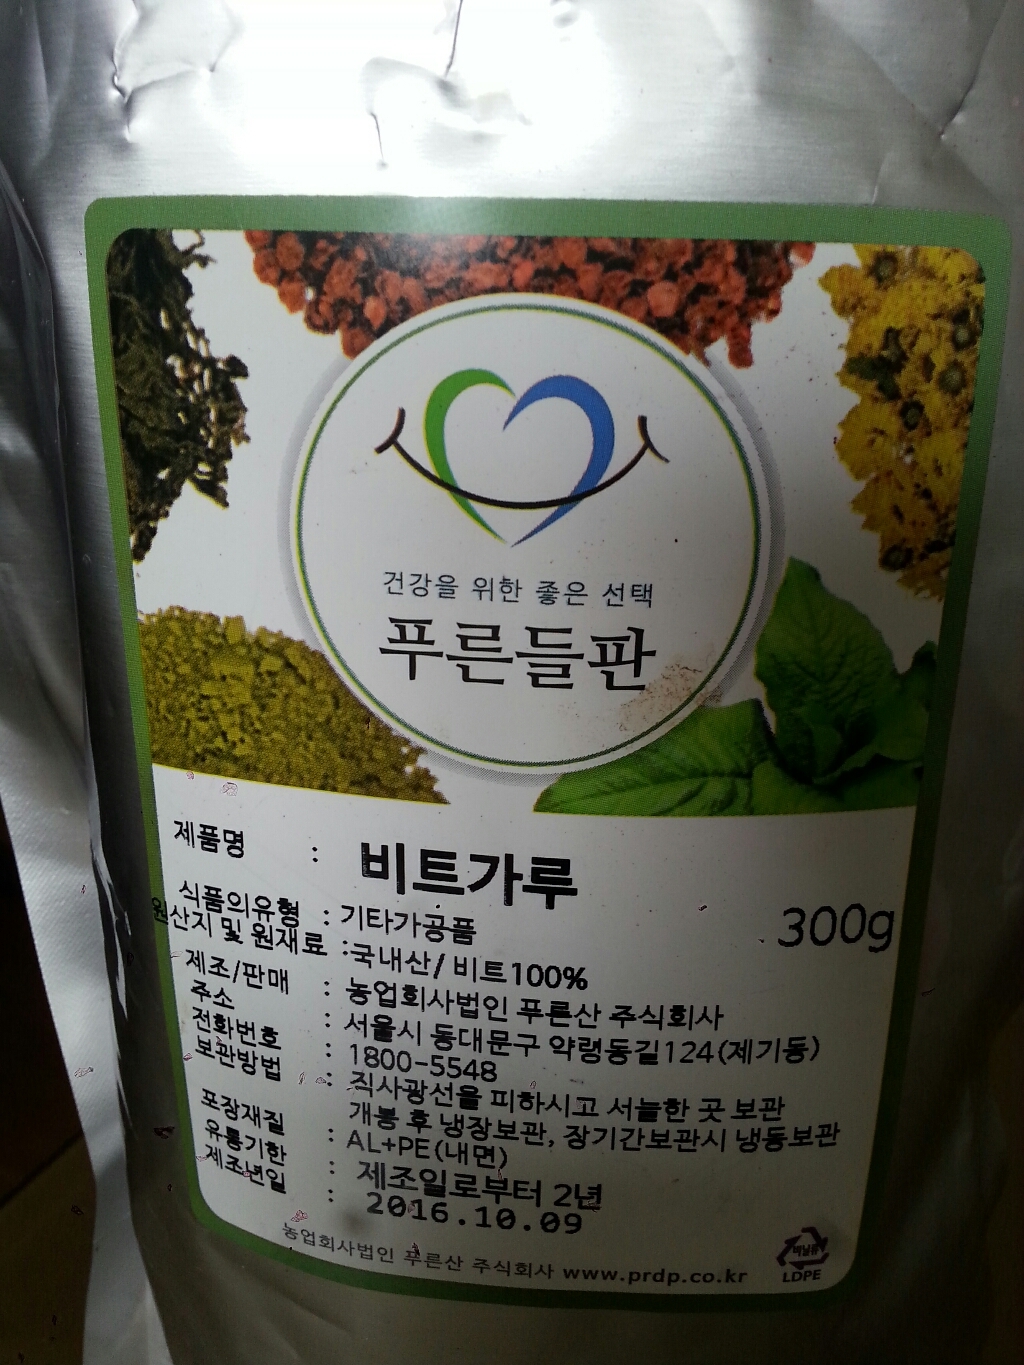 건강을 위한 좋은 선택
푸른들판
제품명 : 비트가루
300g
식품의유형 : 기타가공품
원산지 및 원재료 : 국내산/ 비트100%
제조/판매 : 농업회사법인 푸른산 주식회사
주소 : 서울시 동대문구 약령동길124(제기동)
전화번호 : 1800-5548
보관방법 : 직사광선을 피하시고 서늘한 곳 보관
개봉 후 냉장보관, 장기간보관시 냉동보관
포장재질 : AL+PE(내면)
유통기한 : 제조일로부터 2년
제조년일 : 2016.10.09
농업회사법인 푸른산 주식회사 www.prdp.co.kr
비닐류
LDPE